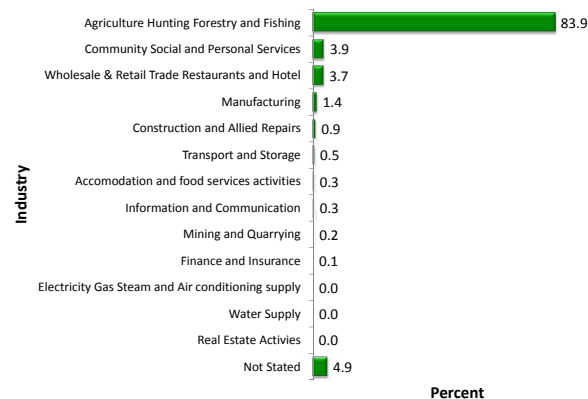 Agriculture Hunting Forestry and Fishing 83.9
Community Social and Personal Services 3.9
Wholesale & Retail Trade Restaurants and Hotel 3.7
Manufacturing 1.4
Construction and Allied Repairs 0.9
Transport and Storage 0.5
Accomodation and food services activities 0.3
Information and Communication 0.3
Mining and Quarrying 0.2
Finance and Insurance 0.1
Electricity Gas Steam and Air conditioning supply 0.0
Water Supply 0.0
Real Estate Activies 0.0
Not Stated 4.9
Industry
Percent